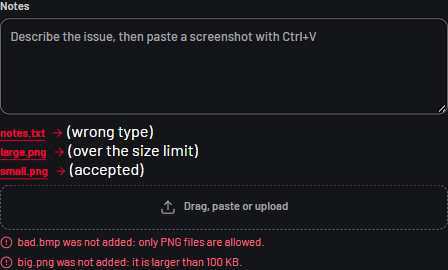 Notes
Describe the issue, then paste a screenshot with Ctrl+V
notes.txt → (wrong type)
large.png → (over the size limit)
small.png → (accepted)
Drag, paste or upload
bad.bmp was not added: only PNG files are allowed.
big.png was not added: it is larger than 100 KB.